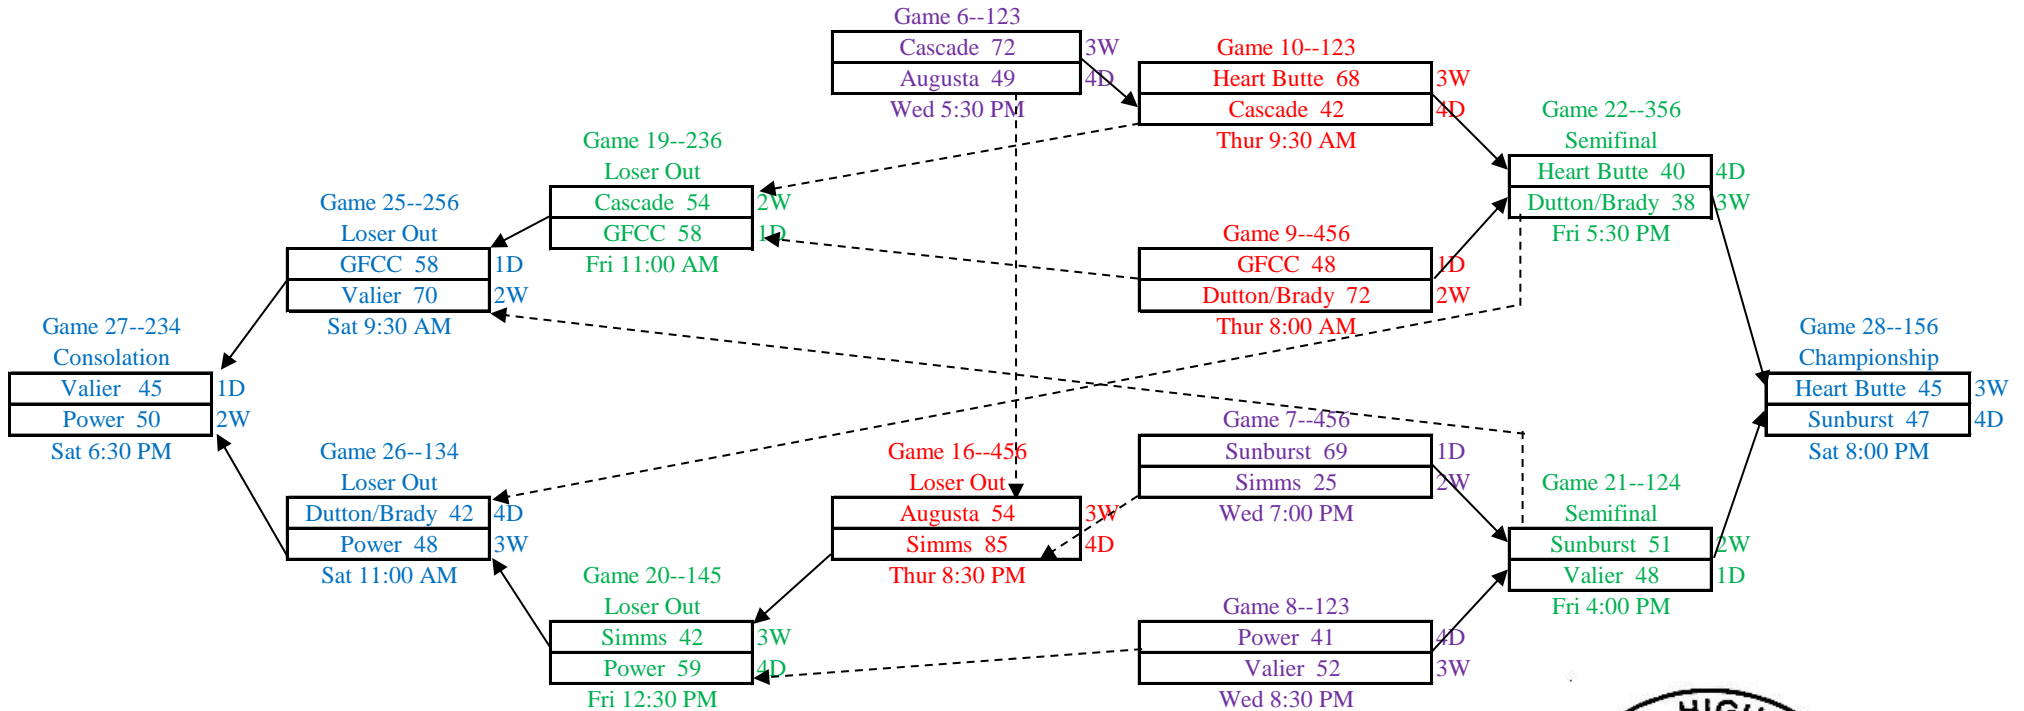 Game 6--123
Cascade 72 3W
Augusta 49 4D
Wed 5:30 PM
Game 10--123
Heart Butte 68 3W
Cascade 42 4D
Thur 9:30 AM
Game 22--356
Semifinal
Heart Butte 40 4D
Dutton/Brady 38 3W
Fri 5:30 PM
Game 19--236
Loser Out
Cascade 54 2W
GFCC 58 1D
Fri 11:00 AM
Game 25--256
Loser Out
GFCC 58 1D
Valier 70 2W
Sat 9:30 AM
Game 9--456
GFCC 48 1D
Dutton/Brady 72 2W
Thur 8:00 AM
Game 27--234
Consolation
Valier 45 1D
Power 50 2W
Sat 6:30 PM
Game 28--156
Championship
Heart Butte 45 3W
Sunburst 47 4D
Sat 8:00 PM
Game 26--134
Loser Out
Dutton/Brady 42 4D
Power 48 3W
Sat 11:00 AM
Game 16--456
Loser Out
Augusta 54 3W
Simms 85 4D
Thur 8:30 PM
Game 7--456
Sunburst 69 1D
Simms 25 2W
Wed 7:00 PM
Game 21--124
Semifinal
Sunburst 51 2W
Valier 48 1D
Fri 4:00 PM
Game 20--145
Loser Out
Simms 42 3W
Power 59 4D
Fri 12:30 PM
Game 8--123
Power 41 4D
Valier 52 3W
Wed 8:30 PM
HIGH